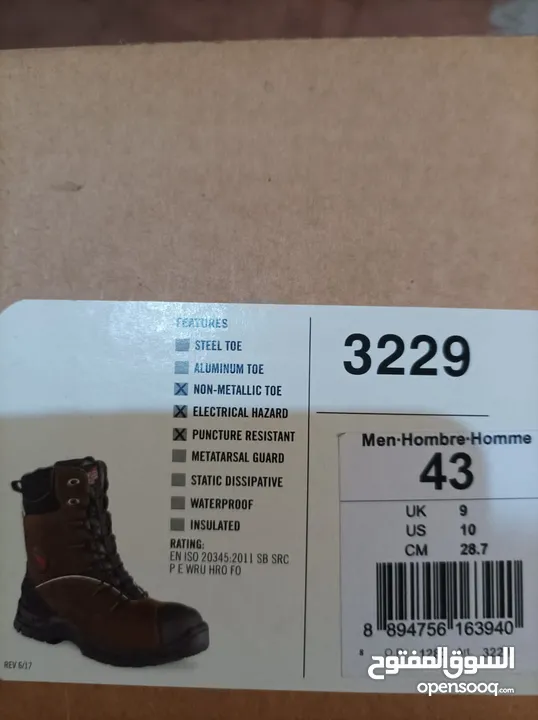 FEATURES
STEEL TOE
ALUMINUM TOE
NON-METALLIC TOE
ELECTRICAL HAZARD
PUNCTURE RESISTANT
METATARSAL GUARD
STATIC DISSIPATIVE
WATERPROOF
INSULATED
RATING:
EN ISO 20345:2011 SB SRC
P E WRU HRO FO
REV 6/17
3229
Men·Hombre·Homme
43
UK 9
US 10
CM 28.7
8 894756 163940
السوق المفتوح
opensooq.com